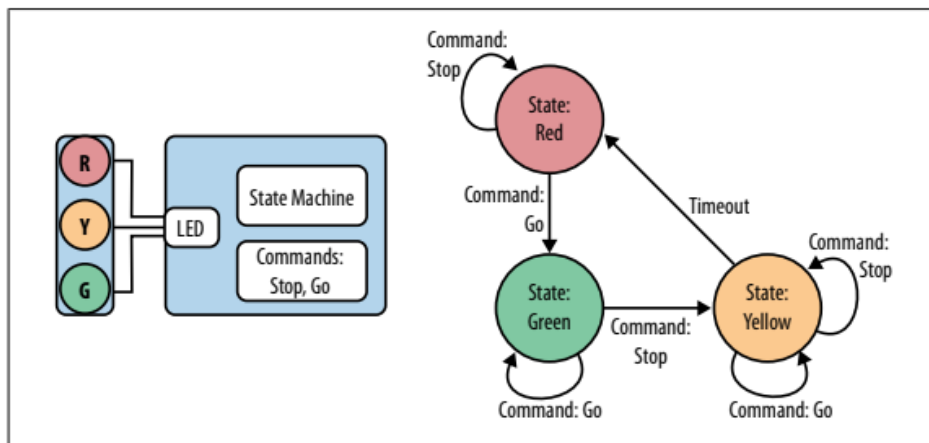 R
Y
G
LED
State Machine
Commands:
Stop, Go
Command:
Stop
State:
Red
Command:
Go
Timeout
State:
Green
Command:
Stop
State:
Yellow
Command:
Stop
Command: Go
Command: Go